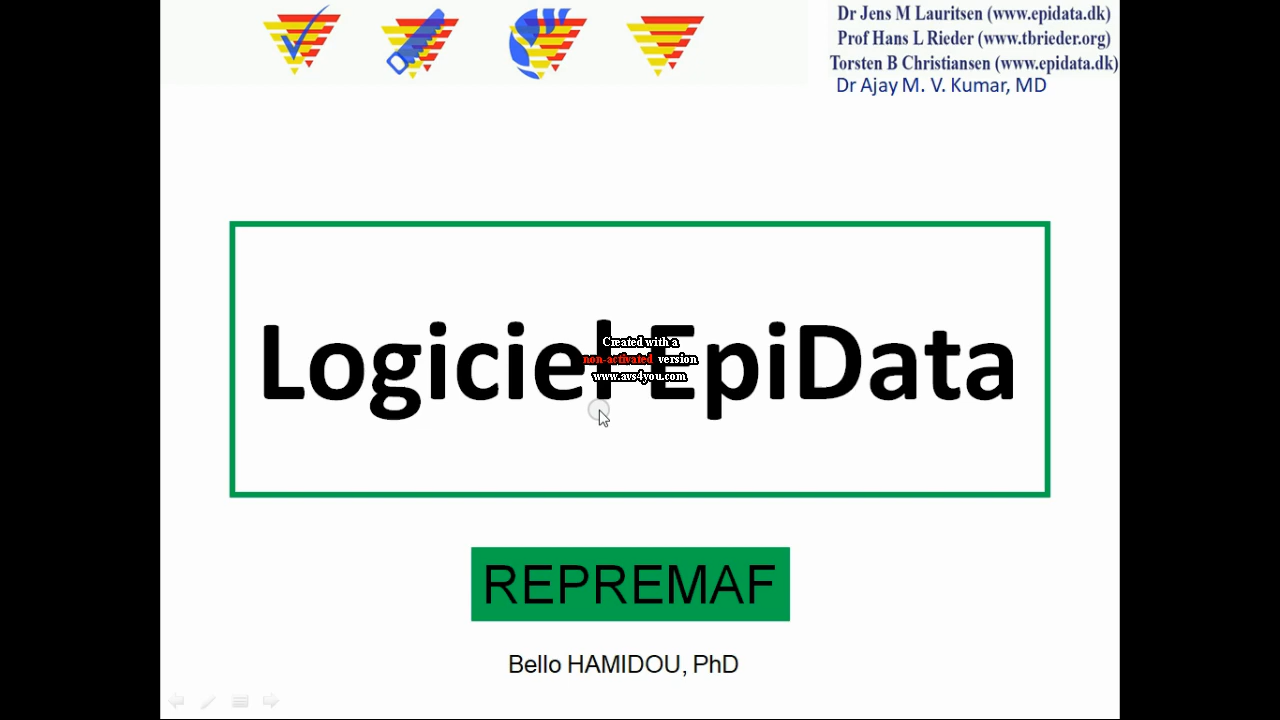 Dr Jens M Lauritsen (www.epidata.dk)
Prof Hans L Rieder (www.tbrieder.org)
Torsten B Christiansen (www.epidata.dk)
Dr Ajay M. V. Kumar, MD
Logiciel EpiData
Created with a
non-activated version
www.avs4you.com
REPREMAF
Bello HAMIDOU, PhD